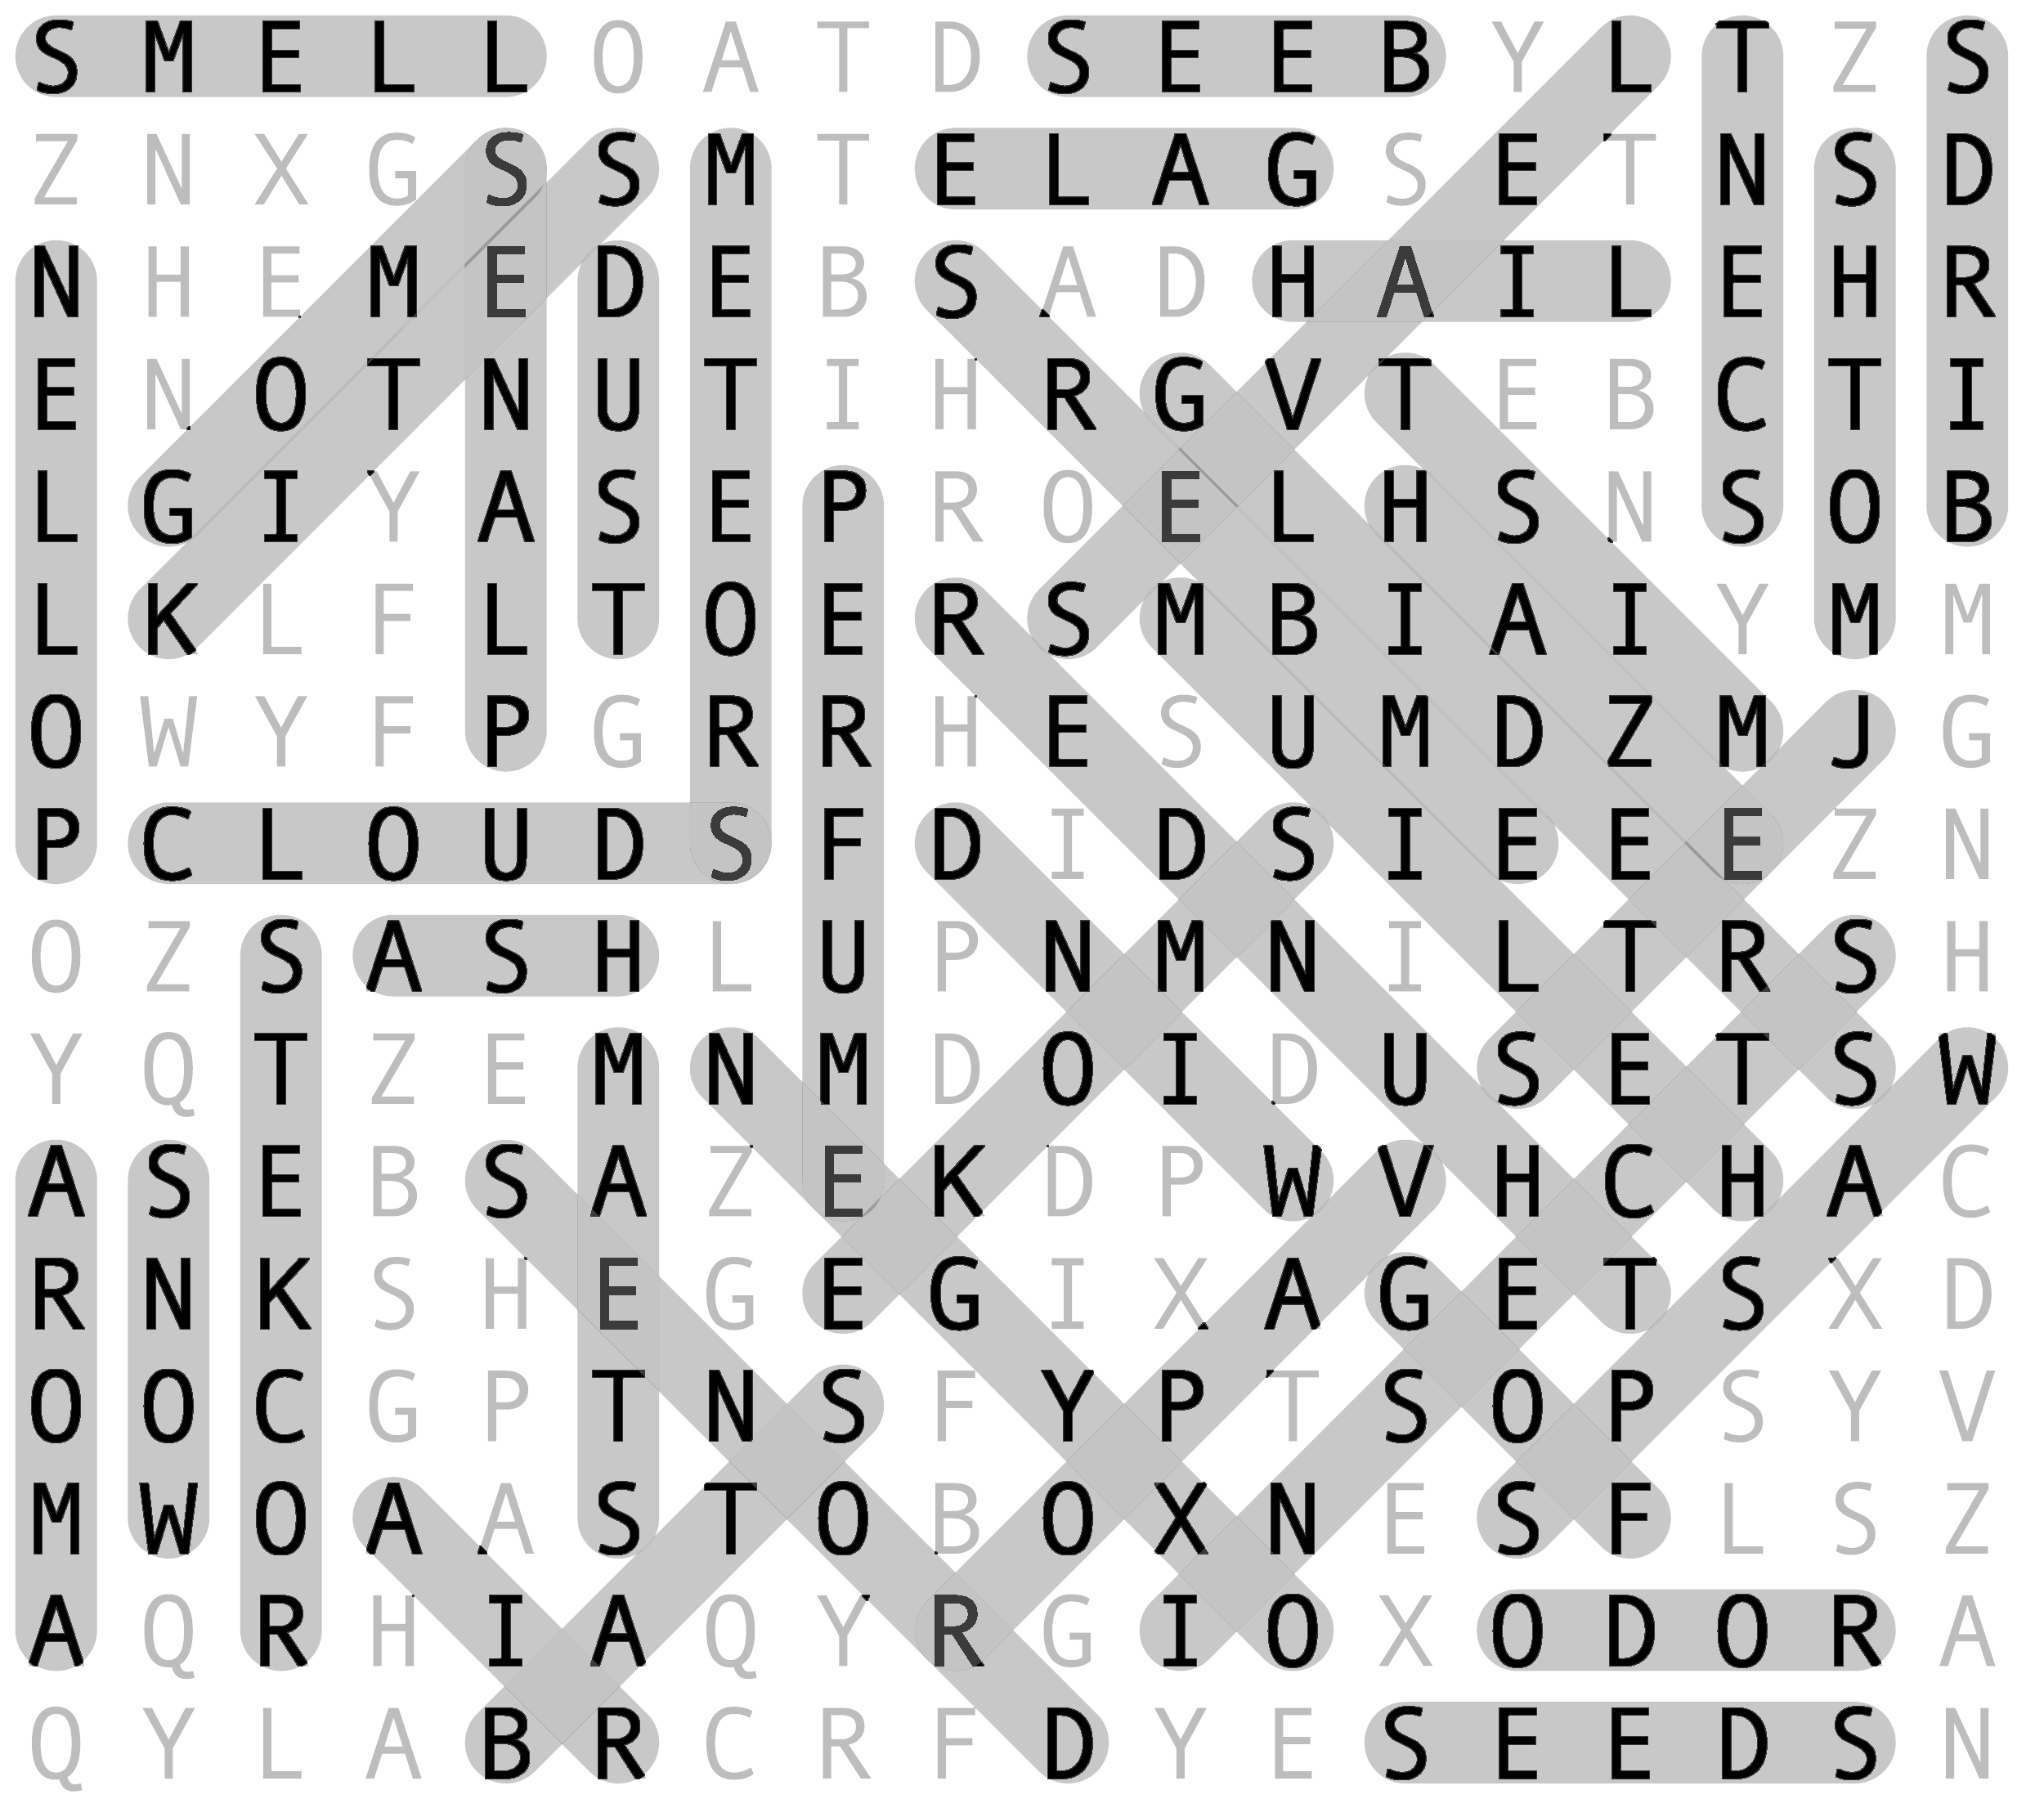 S M E L L O A T D S E E B Y L T Z S
Z N X G S S M T E L A G S E T N S D
N H E M E D E B S A D H A I L E H R
E N O T N U T I H R G V T E B C T I
L G I Y A S E P R O E L H S N S O B
L K L F L T O E R S M B I A I Y M M
O W Y F P G R R H E S U M D Z M J G
P C L O U D S F D I D S I E E E Z N
O Z S A S H L U P N M N I L T R S H
Y Q T Z E M N M D O I D U S E T S W
A S E B S A Z E K D P W V H C H A C
R N K S H E G E G I X A G E T S X D
O O C G P T N S F Y P T S O P S Y V
M W O A A S T O B O X N E S F L S Z
A Q R H I A Q Y R G I O X O D O R A
Q Y L A B R C R F D Y E S E E D S N